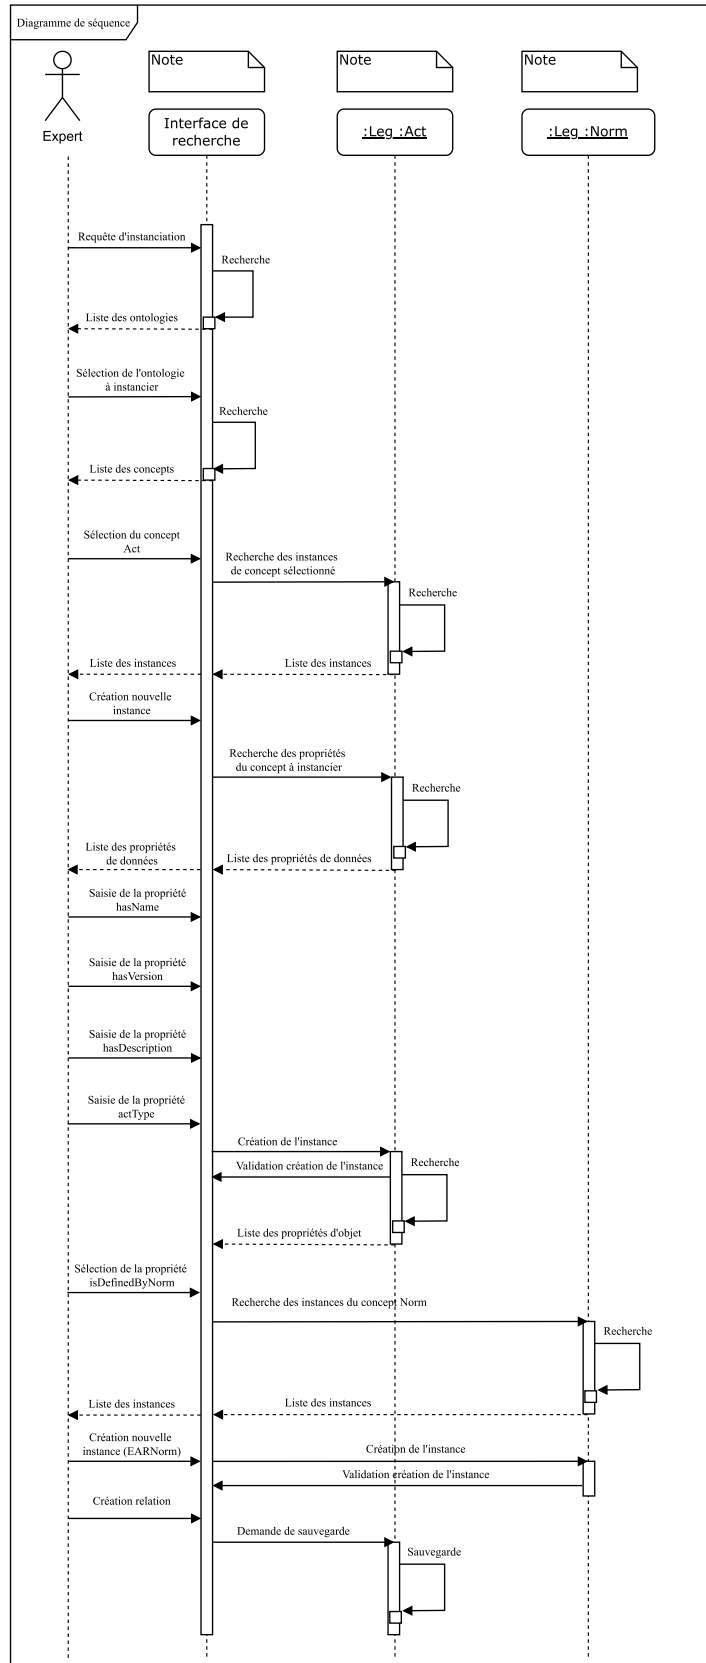 Diagramme de séquence
Note
Note
Note
Expert
Interface de
recherche
:Leg :Act
:Leg :Norm
Requête d'instanciation
Recherche
Liste des ontologies
Sélection de l'ontologie
à instancier
Recherche
Liste des concepts
Sélection du concept
Act
Recherche des instances
de concept sélectionné
Recherche
Liste des instances
Liste des instances
Création nouvelle
instance
Recherche des propriétés
du concept à instancier
Recherche
Liste des propriétés
de données
Liste des propriétés de données
Saisie de la propriété
hasName
Saisie de la propriété
hasVersion
Saisie de la propriété
hasDescription
Saisie de la propriété
actType
Création de l'instance
Validation création de l'instance
Recherche
Liste des propriétés d'objet
Sélection de la propriété
isDefinedByNorm
Recherche des instances du concept Norm
Recherche
Liste des instances
Liste des instances
Création nouvelle
instance (EARNorm)
Création de l'instance
Validation création de l'instance
Création relation
Demande de sauvegarde
Sauvegarde